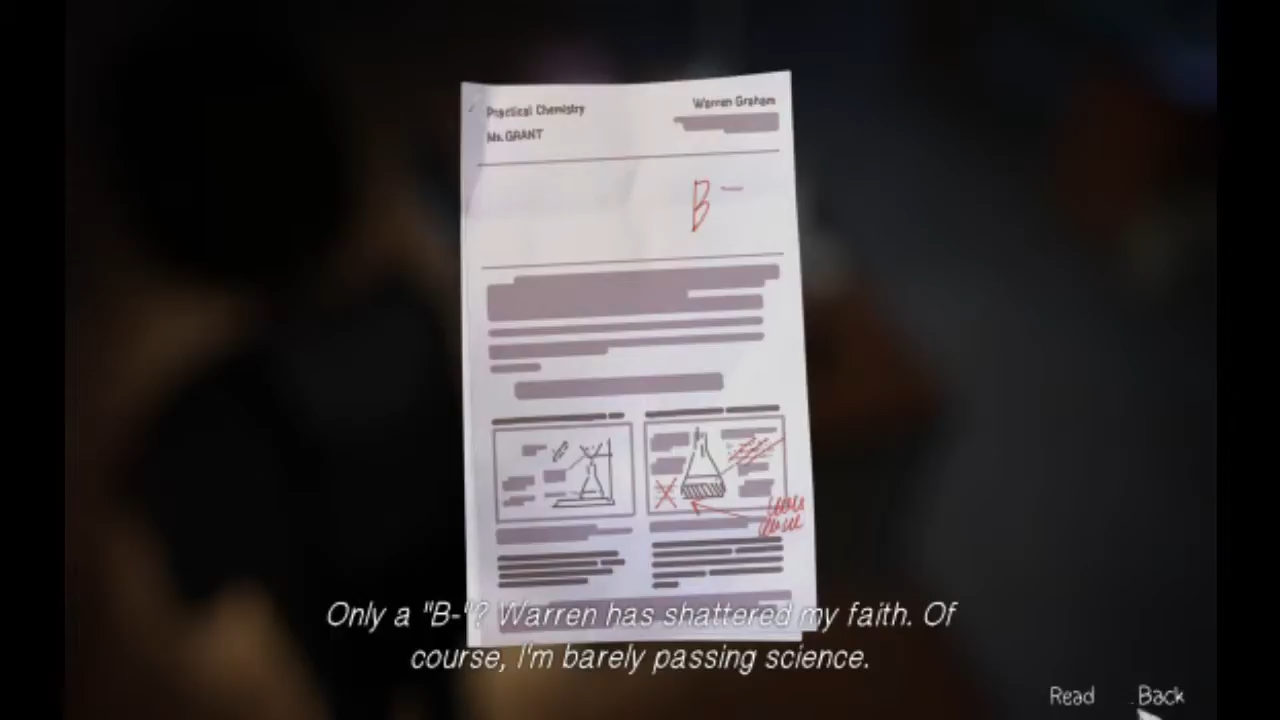 Practical Chemistry
Warren Graham
Ms. GRANT
B-
Only a "B-"? Warren has shattered my faith. Of
course, I'm barely passing science.
Read
Back